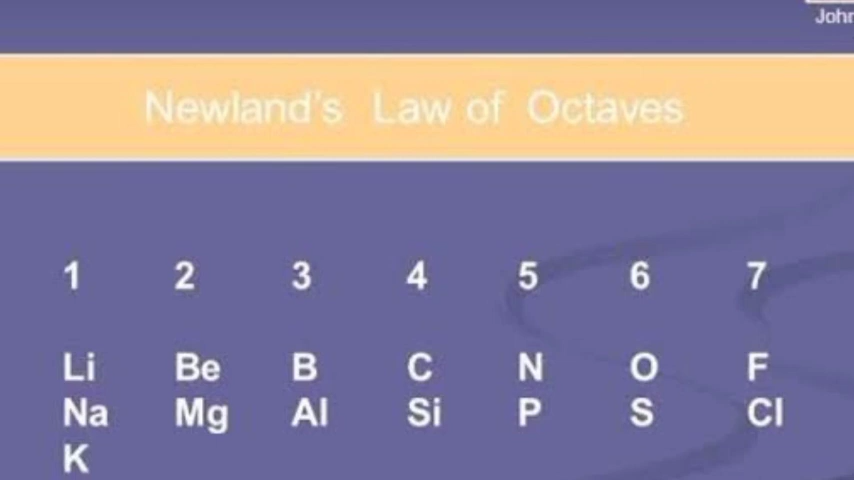 John
Newland's Law of Octaves
1 2 3 4 5 6 7
Li Be B C N O F
Na Mg Al Si P S Cl
K